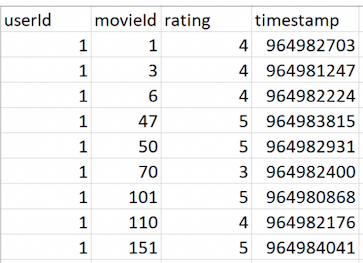 userId movieId rating timestamp
1 1 4 964982703
1 3 4 964981247
1 6 4 964982224
1 47 5 964983815
1 50 5 964982931
1 70 3 964982400
1 101 5 964980868
1 110 4 964982176
1 151 5 964984041